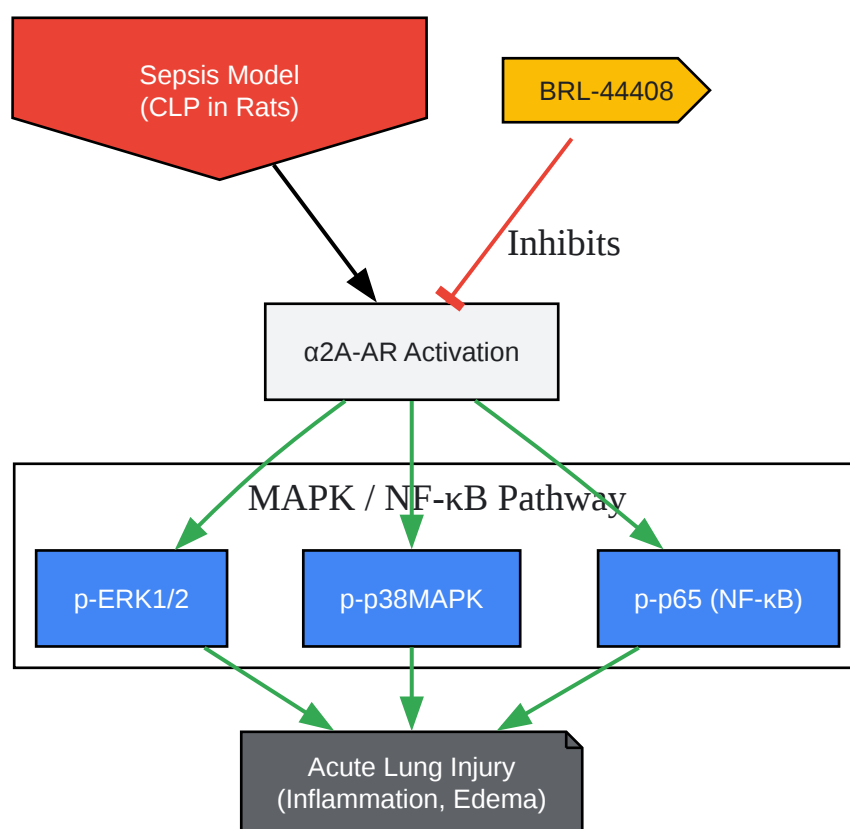 Sepsis Model
(CLP in Rats)
BRL-44408
Inhibits
α2A-AR Activation
MAPK / NF-κB Pathway
p-ERK1/2
p-p38MAPK
p-p65 (NF-κB)
Acute Lung Injury
(Inflammation, Edema)